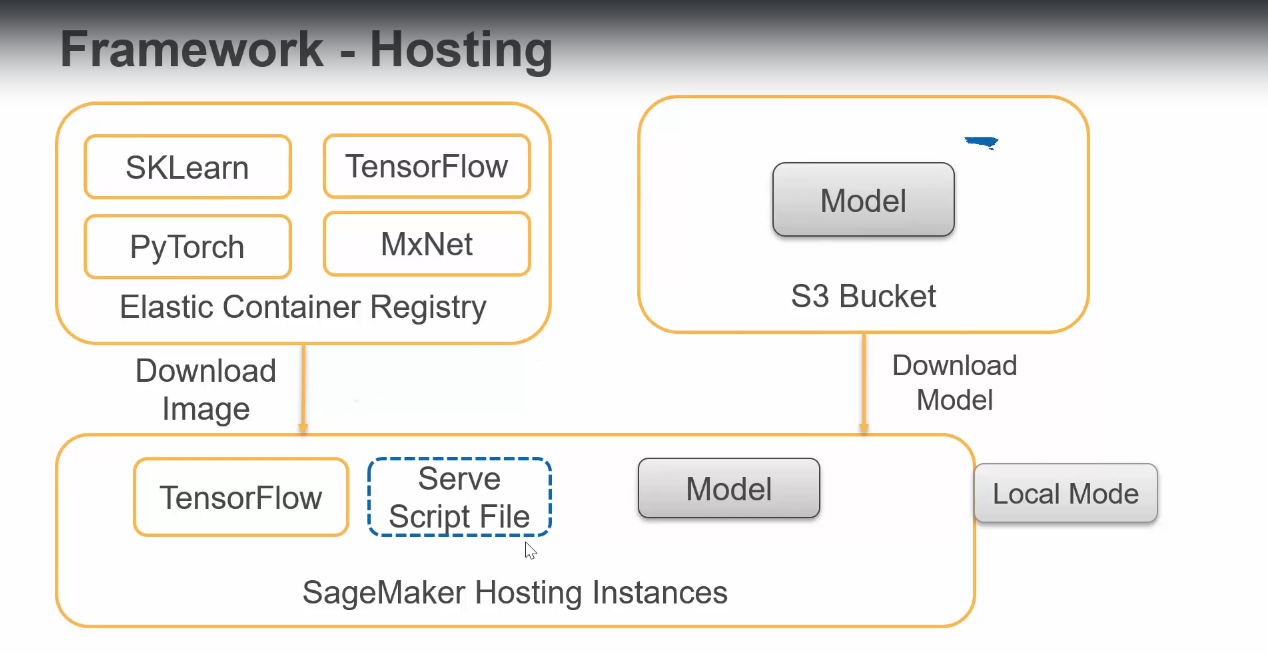 Framework - Hosting
SKLearn
TensorFlow
PyTorch
MxNet
Elastic Container Registry
Model
S3 Bucket
Download
Image
Download
Model
TensorFlow
Serve
Script File
Model
Local Mode
SageMaker Hosting Instances